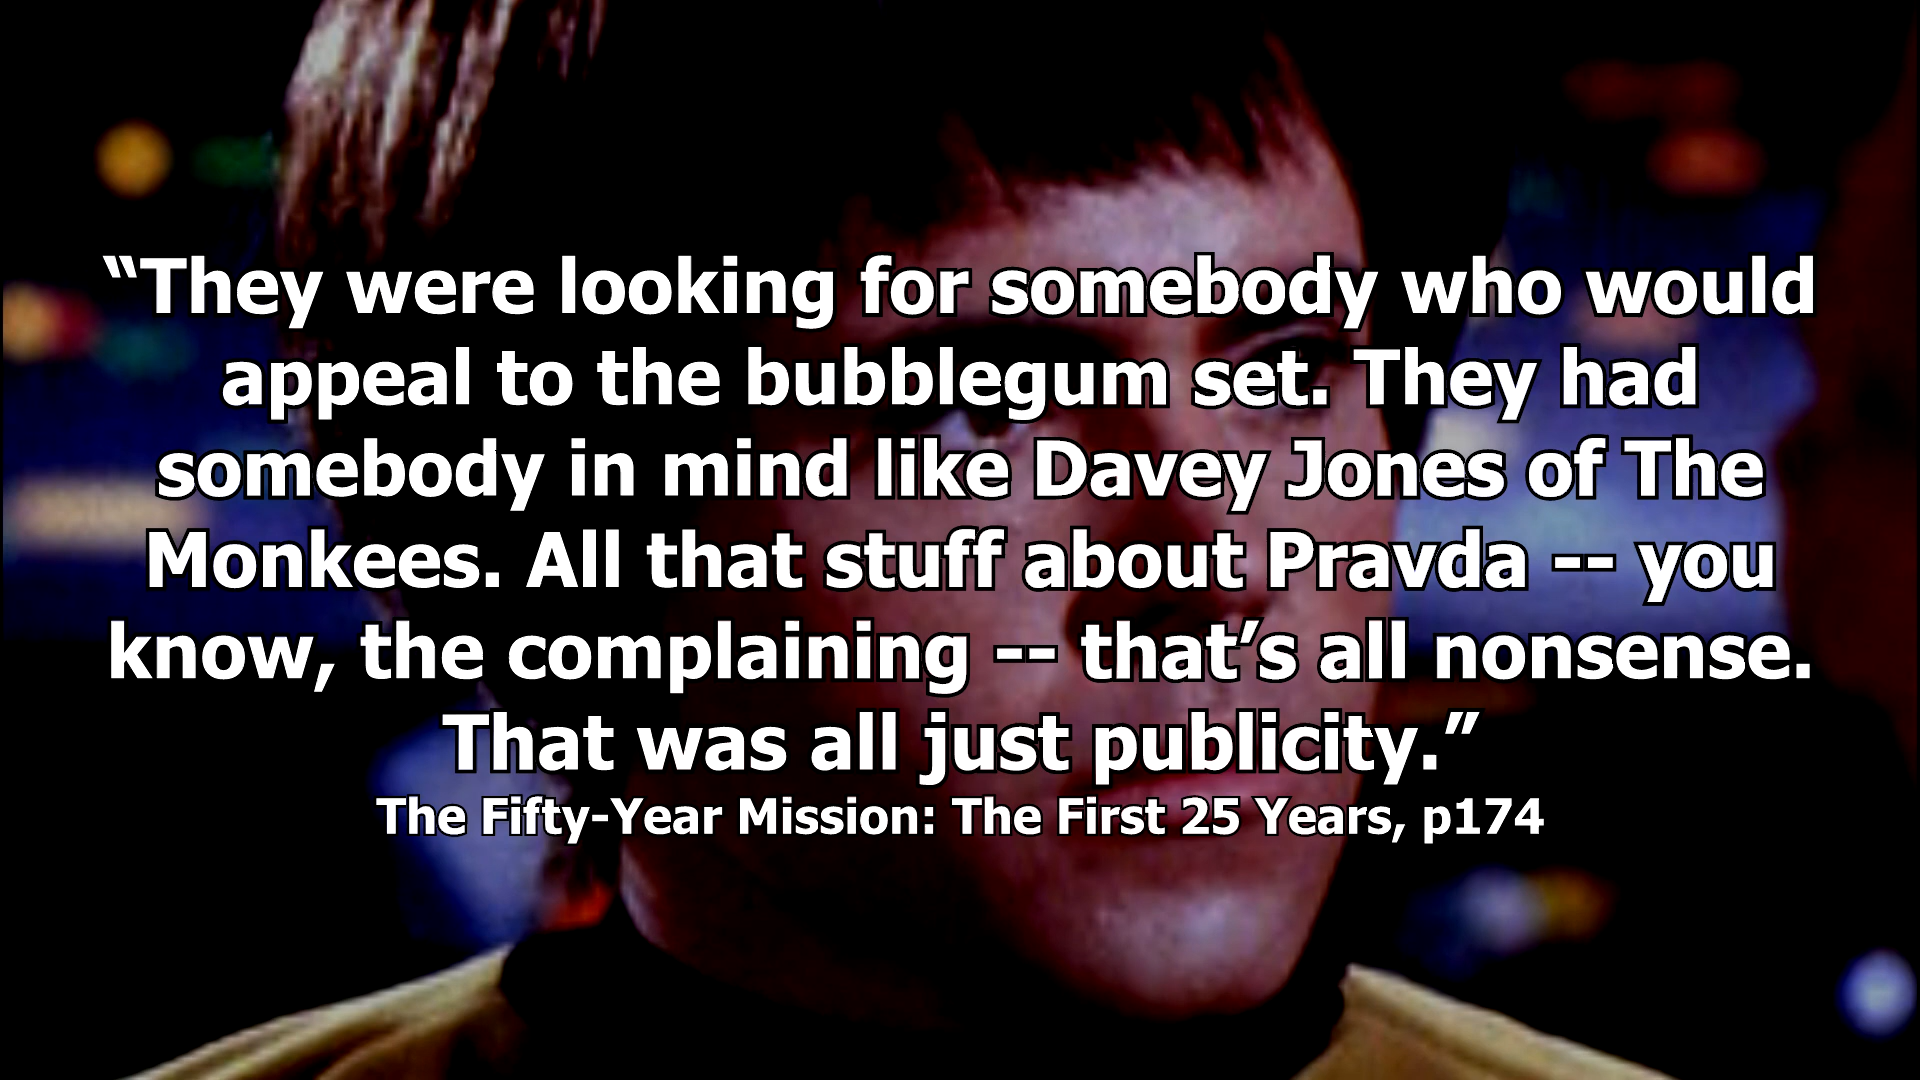 “They were looking for somebody who would
appeal to the bubblegum set. They had
somebody in mind like Davey Jones of The
Monkees. All that stuff about Pravda -- you
know, the complaining -- that’s all nonsense.
That was all just publicity.”
The Fifty-Year Mission: The First 25 Years, p174